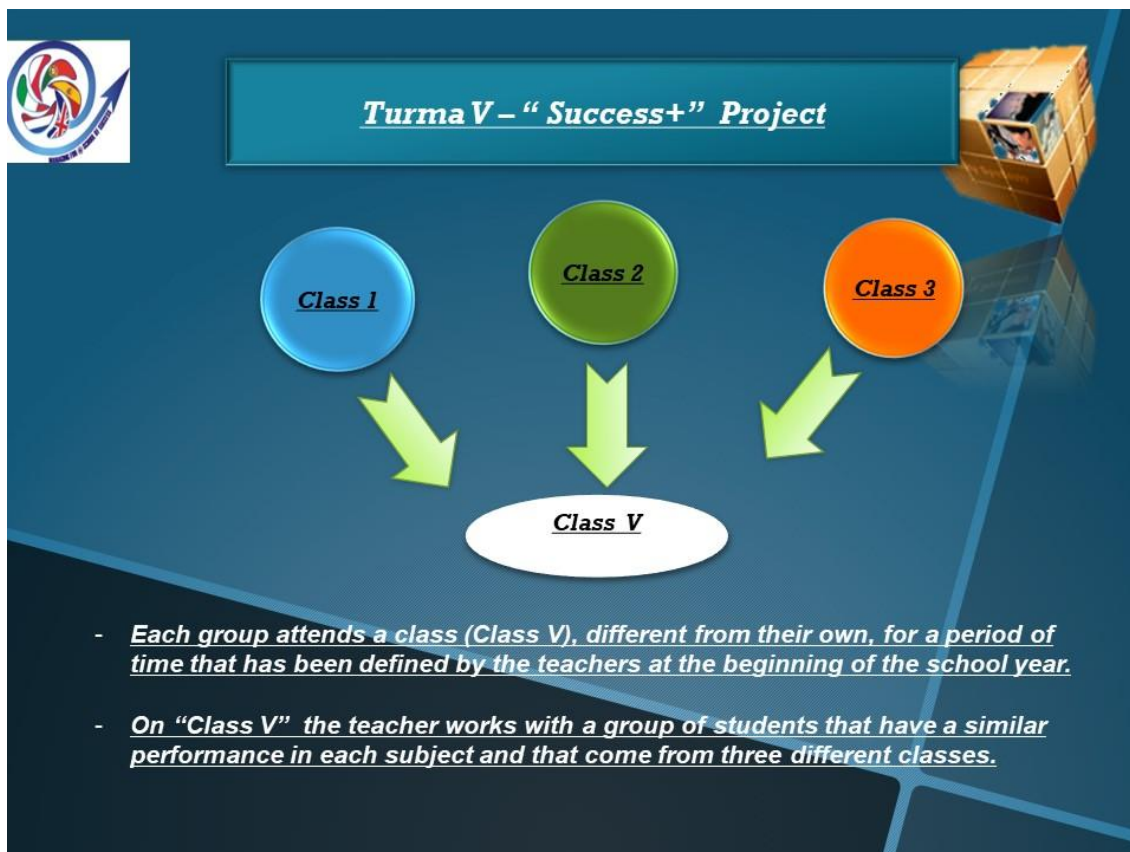 Turma V – “ Success+” Project
Class 1
Class 2
Class 3
Class V
- Each group attends a class (Class V), different from their own, for a period of
time that has been defined by the teachers at the beginning of the school year.
- On “Class V” the teacher works with a group of students that have a similar
performance in each subject and that come from three different classes.